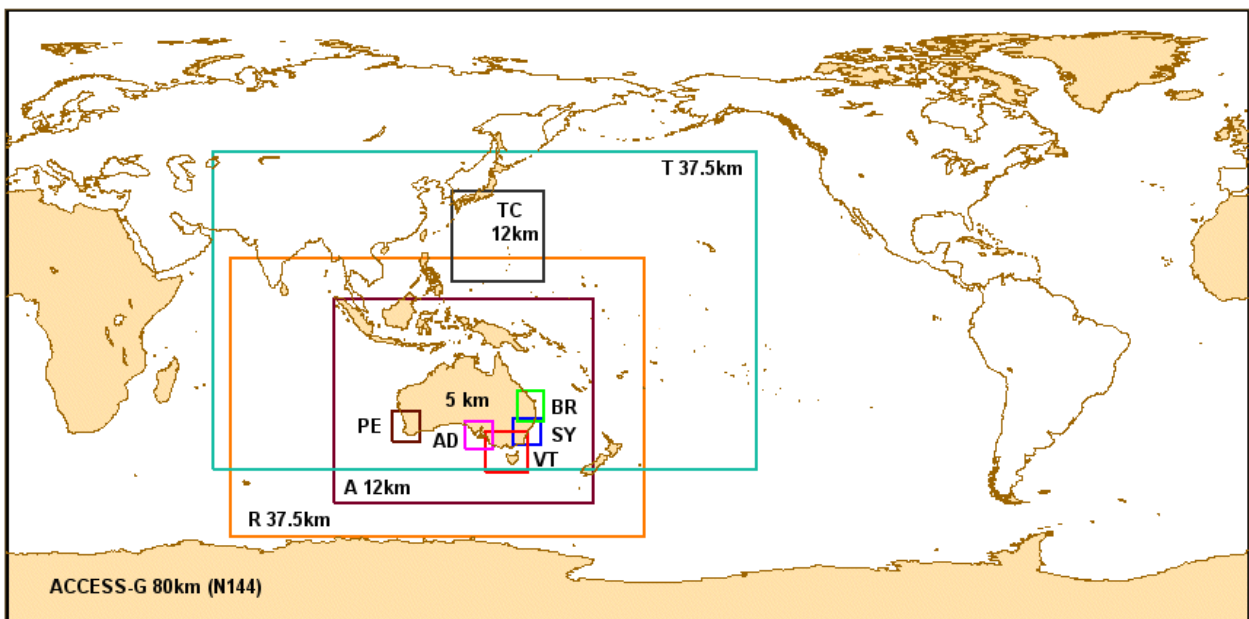 T 37.5km
TC
12km
5 km
BR
PE
SY
AD
VT
A 12km
R 37.5km
ACCESS-G 80km (N144)